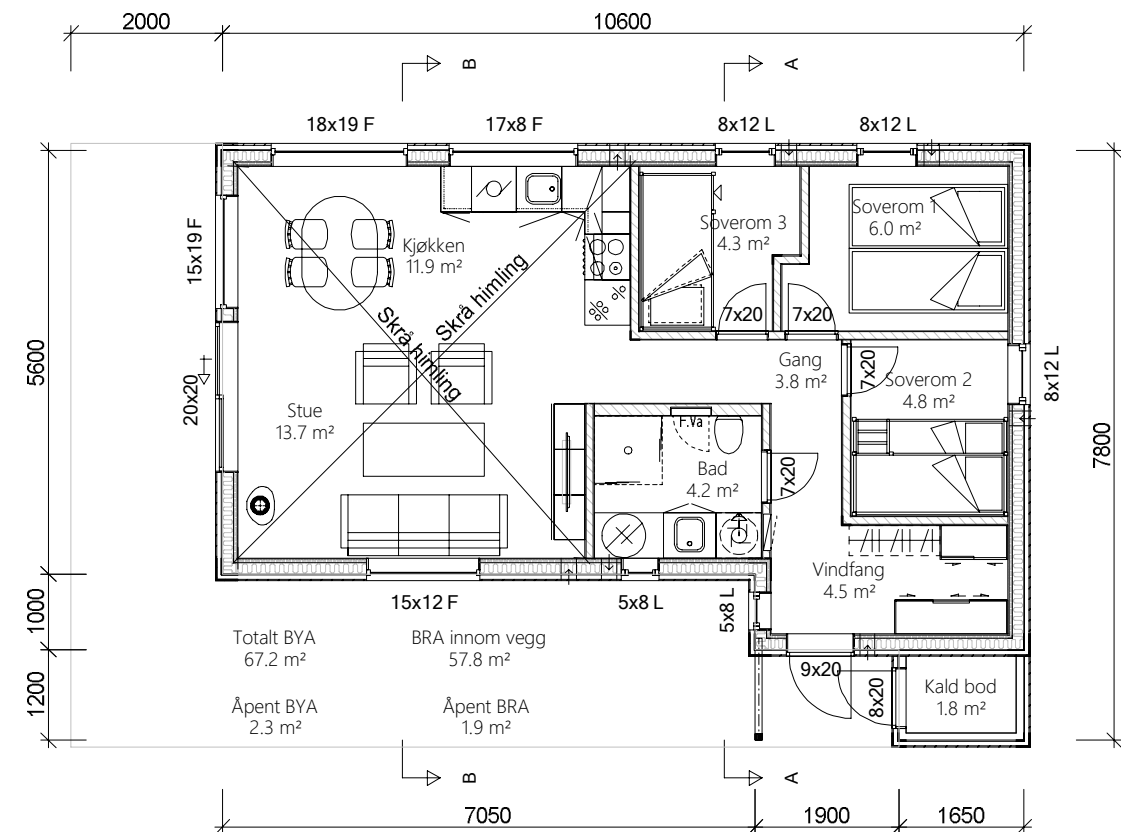 2000
10600
B
A
18x19 F
17x8 F
8x12 L
8x12 L
15x19 F
Kjøkken
11.9 m²
Soverom 3
4.3 m²
Soverom 1
6.0 m²
Skrå himling
Skrå himling
7x20
7x20
5600
20x20
Gang
3.8 m²
7x20
Soverom 2
4.8 m²
8x12 L
7800
Stue
13.7 m²
F.Va
Bad
4.2 m²
7x20
Vindfang
4.5 m²
15x12 F
5x8 L
5x8 L
1000
Totalt BYA
67.2 m²
BRA innom vegg
57.8 m²
9x20
8x20
Kald bod
1.8 m²
1200
Åpent BYA
2.3 m²
Åpent BRA
1.9 m²
B
A
7050
1900
1650